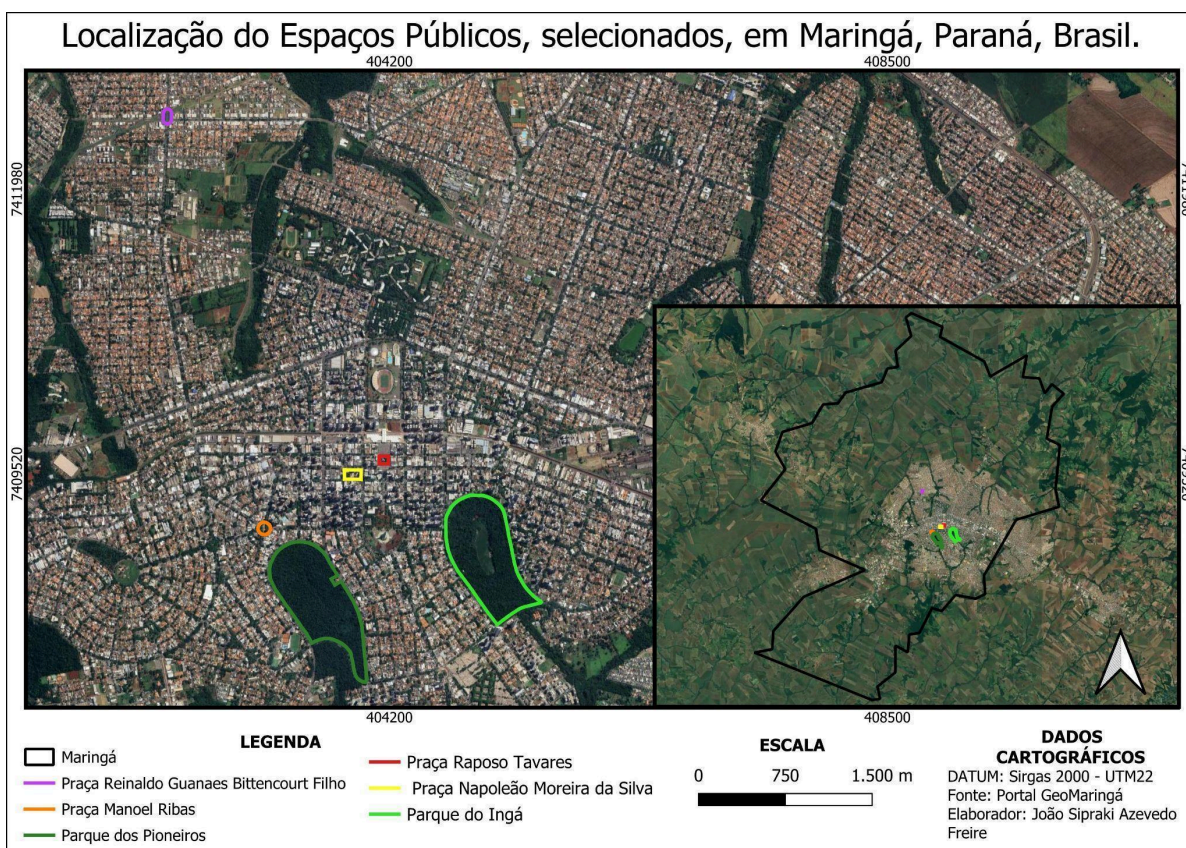 Localização do Espaços Públicos, selecionados, em Maringá, Paraná, Brasil.
404200
408500
7411980
7411980
7409520
7409520
404200
408500
LEGENDA
Maringá
Praça Reinaldo Guanaes Bittencourt Filho
Praça Manoel Ribas
Parque dos Pioneiros
Praça Raposo Tavares
Praça Napoleão Moreira da Silva
Parque do Ingá
ESCALA
0 750 1.500 m
DADOS
CARTOGRÁFICOS
DATUM: Sirgas 2000 - UTM22
Fonte: Portal GeoMaringá
Elaborador: João Sipraki Azevedo
Freire